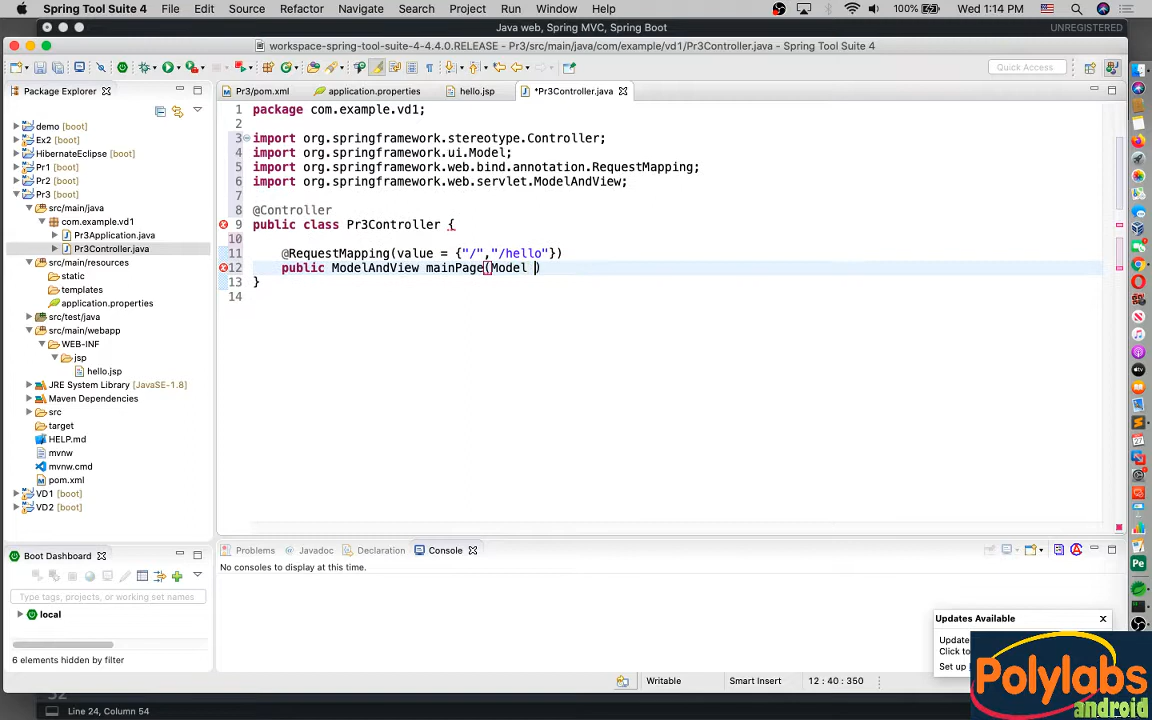 Spring Tool Suite 4 File Edit Source Refactor Navigate Search Project Run Window Help 100% Wed 1:14 PM
Java web, Spring MVC, Spring Boot UNREGISTERED
workspace-spring-tool-suite-4-4.4.0.RELEASE - Pr3/src/main/java/com/example/vd1/Pr3Controller.java - Spring Tool Suite 4
Quick Access
Package Explorer Pr3/pom.xml application.properties hello.jsp *Pr3Controller.java
demo [boot]
Ex2 [boot]
HibernateEclipse [boot]
Pr1 [boot]
Pr2 [boot]
Pr3 [boot]
src/main/java
com.example.vd1
Pr3Application.java
Pr3Controller.java
src/main/resources
static
templates
application.properties
src/test/java
src/main/webapp
WEB-INF
jsp
hello.jsp
JRE System Library [JavaSE-1.8]
Maven Dependencies
src
target
HELP.md
mvnw
mvnw.cmd
pom.xml
VD1 [boot]
VD2 [boot]
1 package com.example.vd1;
2
3 import org.springframework.stereotype.Controller;
4 import org.springframework.ui.Model;
5 import org.springframework.web.bind.annotation.RequestMapping;
6 import org.springframework.web.servlet.ModelAndView;
7
8 @Controller
9 public class Pr3Controller {
10
11 @RequestMapping(value = {"/","/hello"})
12 public ModelAndView mainPage(Model )
13 }
14
Boot Dashboard
Type tags, projects, or working set names
local
6 elements hidden by filter
Problems Javadoc Declaration Console
No consoles to display at this time.
Updates Available
Update
Click to
Set up
Writable Smart Insert 12 : 40 : 350
Line 24, Column 54
Polylabs
android